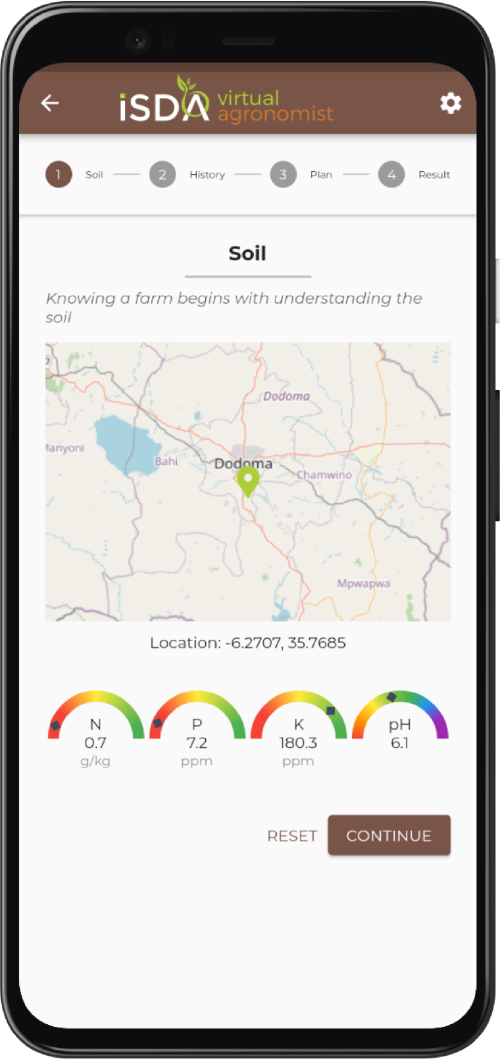 iSDA virtual
agronomist
1 Soil 2 History 3 Plan 4 Result
Soil
Knowing a farm begins with understanding the
soil
Dodoma
Manyoni
Bahi
Dodoma
Chamwino
Mpwapwa
Location: -6.2707, 35.7685
N P K pH
0.7 7.2 180.3 6.1
g/kg ppm ppm
RESET CONTINUE